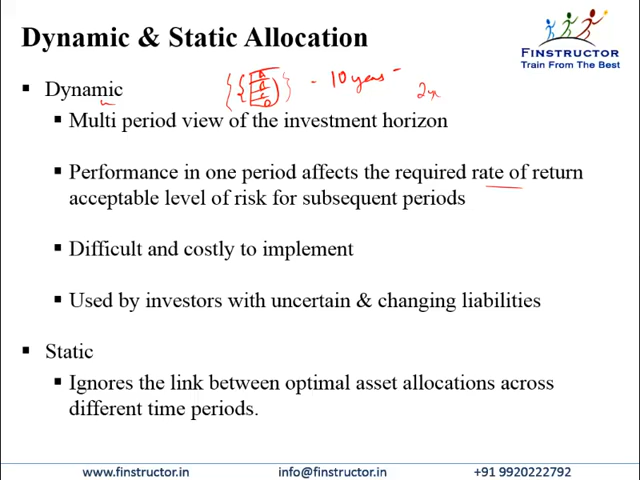 Dynamic & Static Allocation
FINSTRUCTOR
TRAIN FROM THE BEST
▪ Dynamic
A
B
C
D
- 10 years -
▪ Multi period view of the investment horizon
▪ Performance in one period affects the required rate of return
acceptable level of risk for subsequent periods
▪ Difficult and costly to implement
▪ Used by investors with uncertain & changing liabilities
▪ Static
▪ Ignores the link between optimal asset allocations across
different time periods.
www.finstructor.in info@finstructor.in +91 9920222792